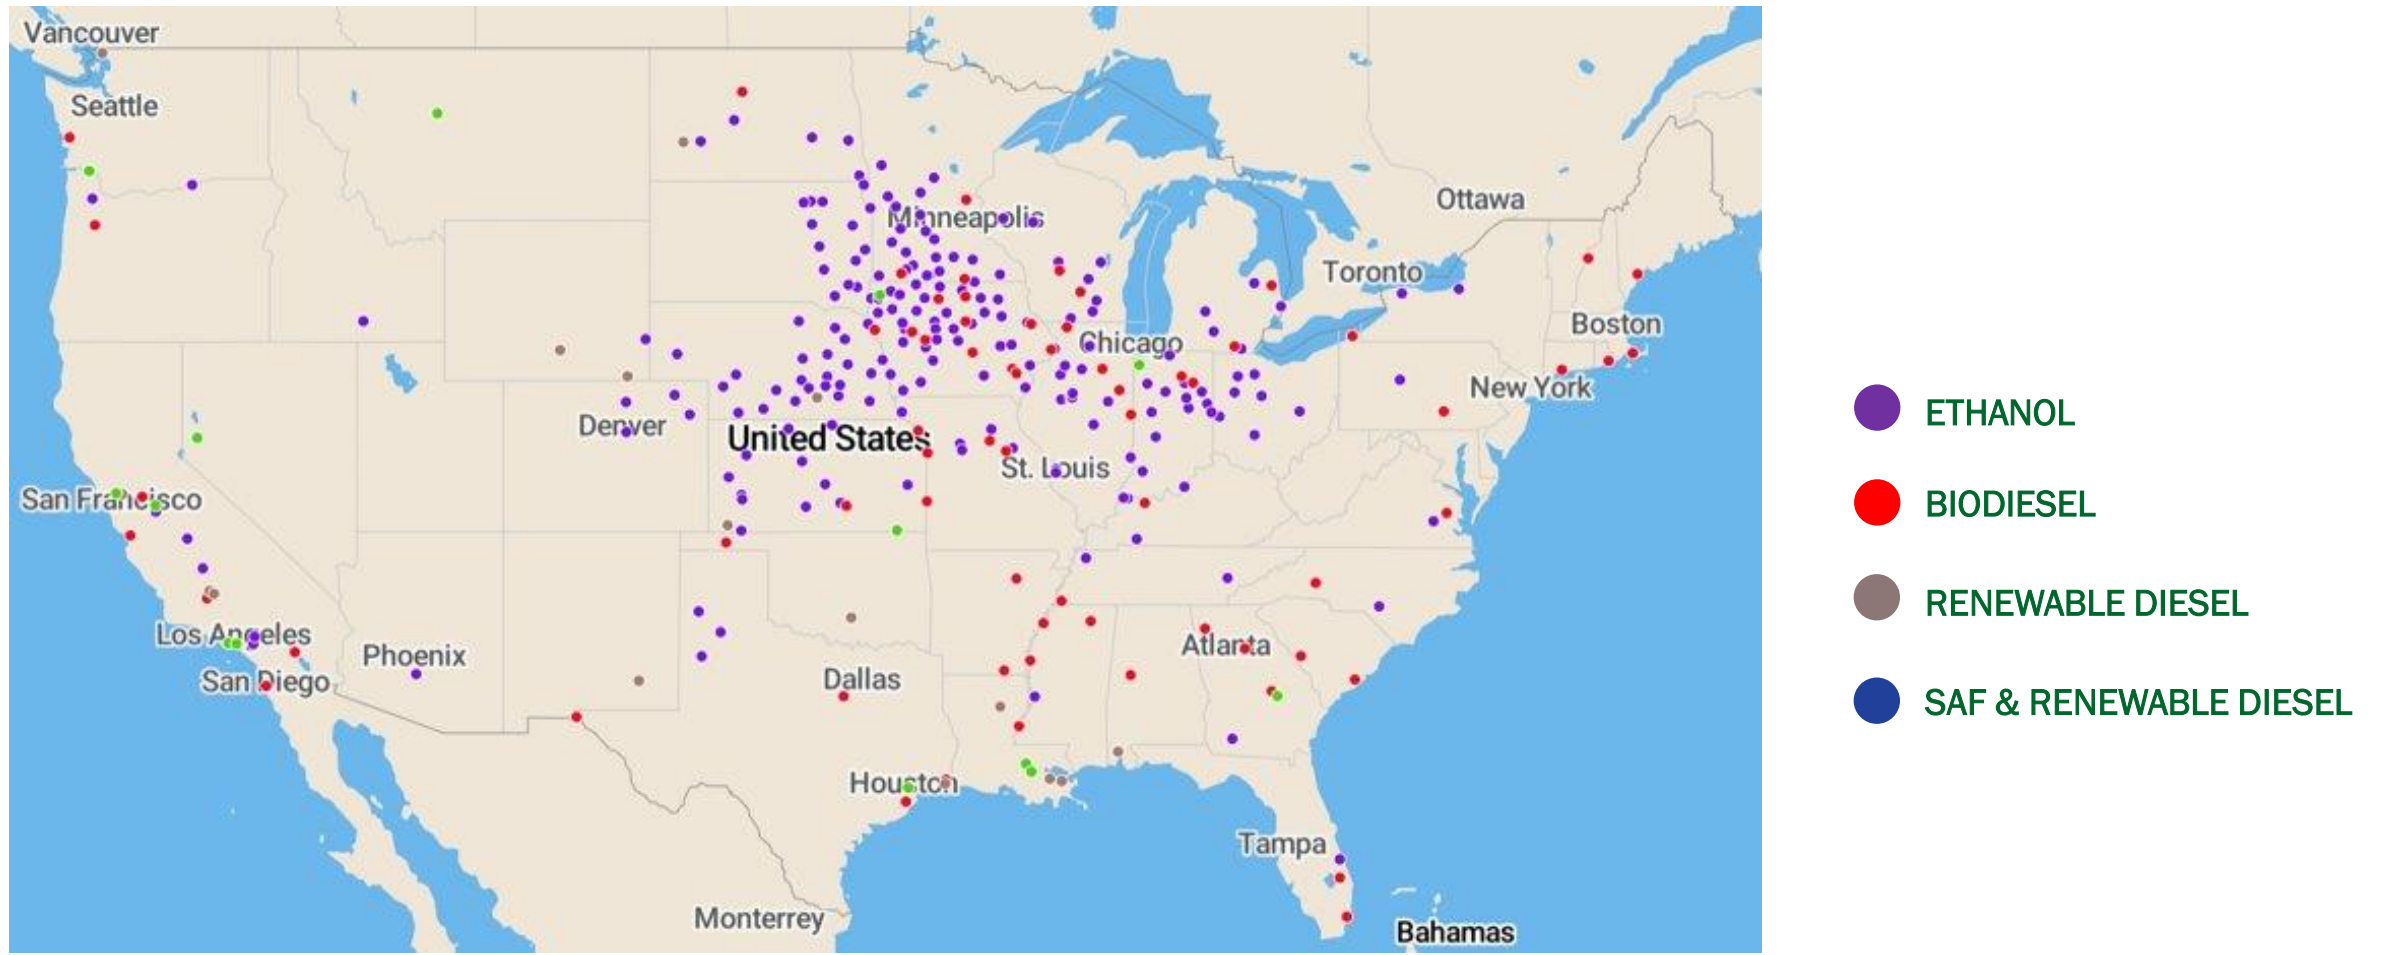 Vancouver
Seattle
Ottawa
Minneapolis
Toronto
Boston
Chicago
New York
Denver
United States
St. Louis
San Francisco
Los Angeles
Phoenix
Atlanta
San Diego
Dallas
Houston
Tampa
Monterrey
Bahamas
ETHANOL
BIODIESEL
RENEWABLE DIESEL
SAF & RENEWABLE DIESEL